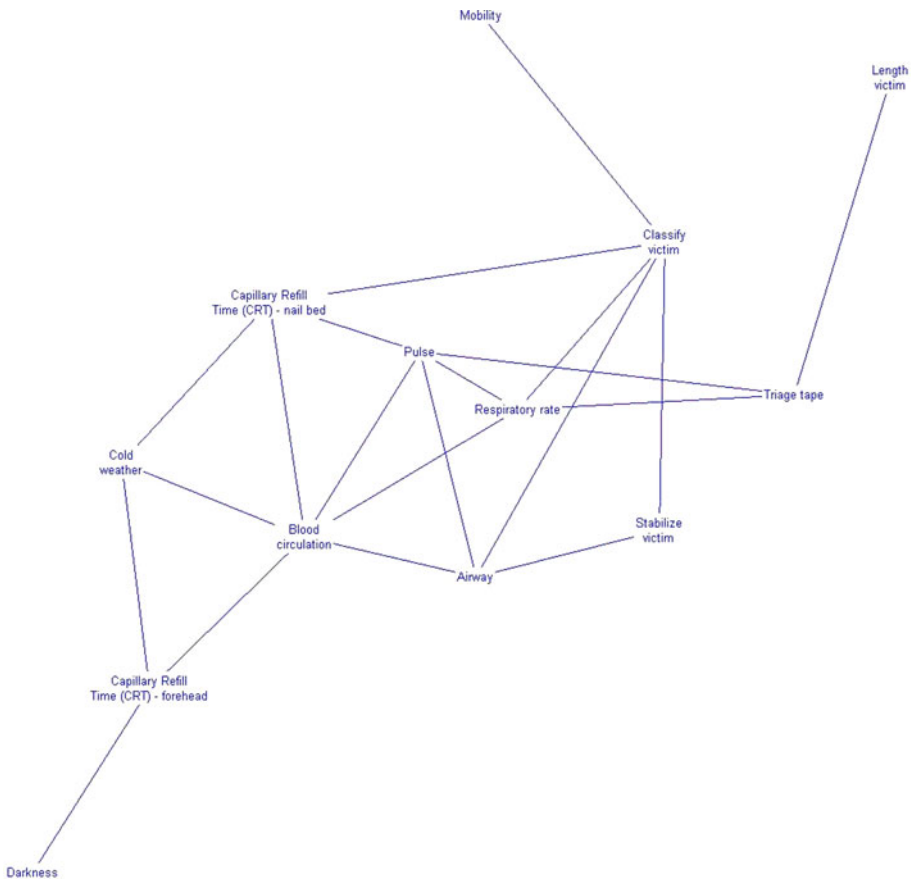 Mobility
Length
victim
Classify
victim
Capillary Refill
Time (CRT) - nail bed
Pulse
Triage tape
Respiratory rate
Cold
weather
Stabilize
victim
Blood
circulation
Airway
Capillary Refill
Time (CRT) - forehead
Darkness